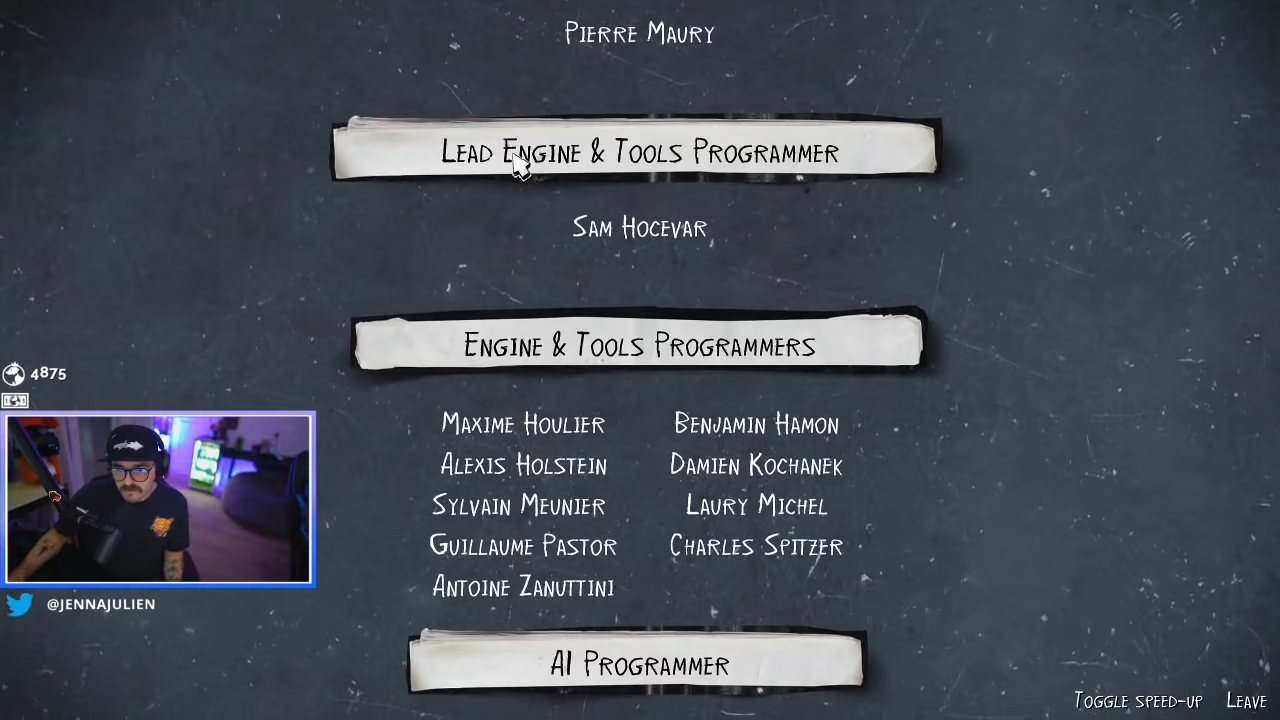 Pierre Maury
Lead Engine & Tools Programmer
Sam Hocevar
Engine & Tools Programmers
Maxime Houlier Benjamin Hamon
Alexis Holstein Damien Kochanek
Sylvain Meunier Laury Michel
Guillaume Pastor Charles Spitzer
Antoine Zanuttini
AI Programmer
4875
@JENNAJULIEN
Toggle speed-up Leave